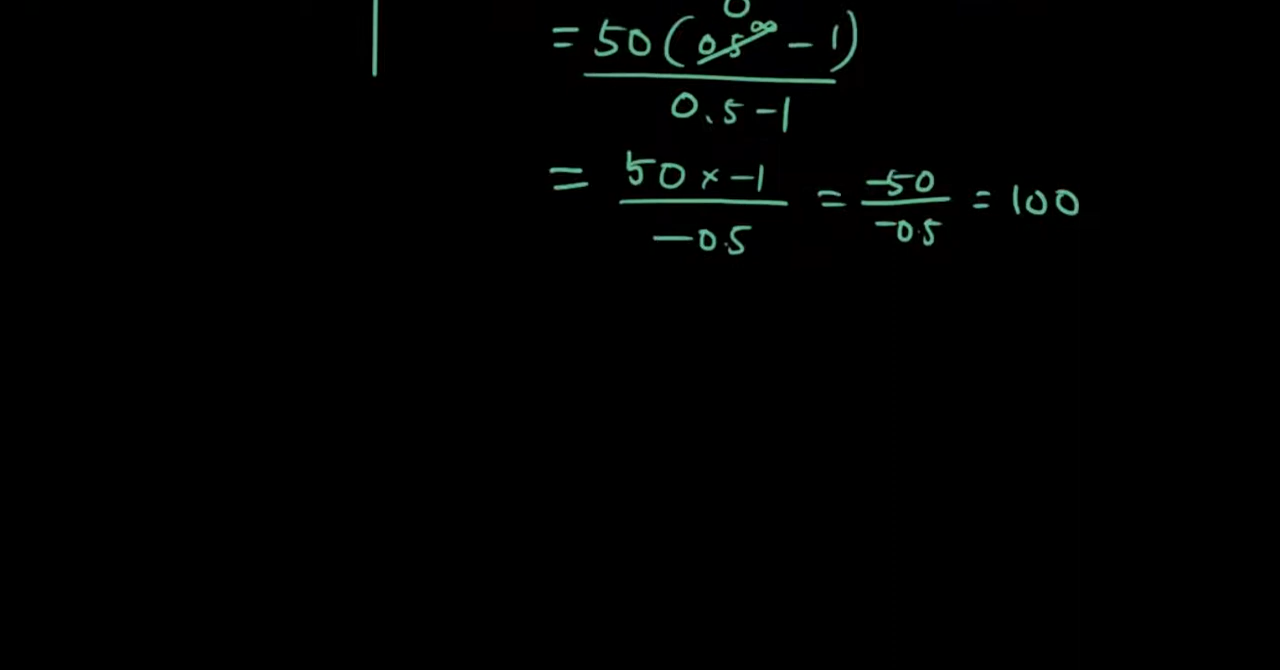 0
= 50 (0.5^∞ - 1)
0.5 - 1
= 50 × -1 / -0.5 = -50 / -0.5 = 100